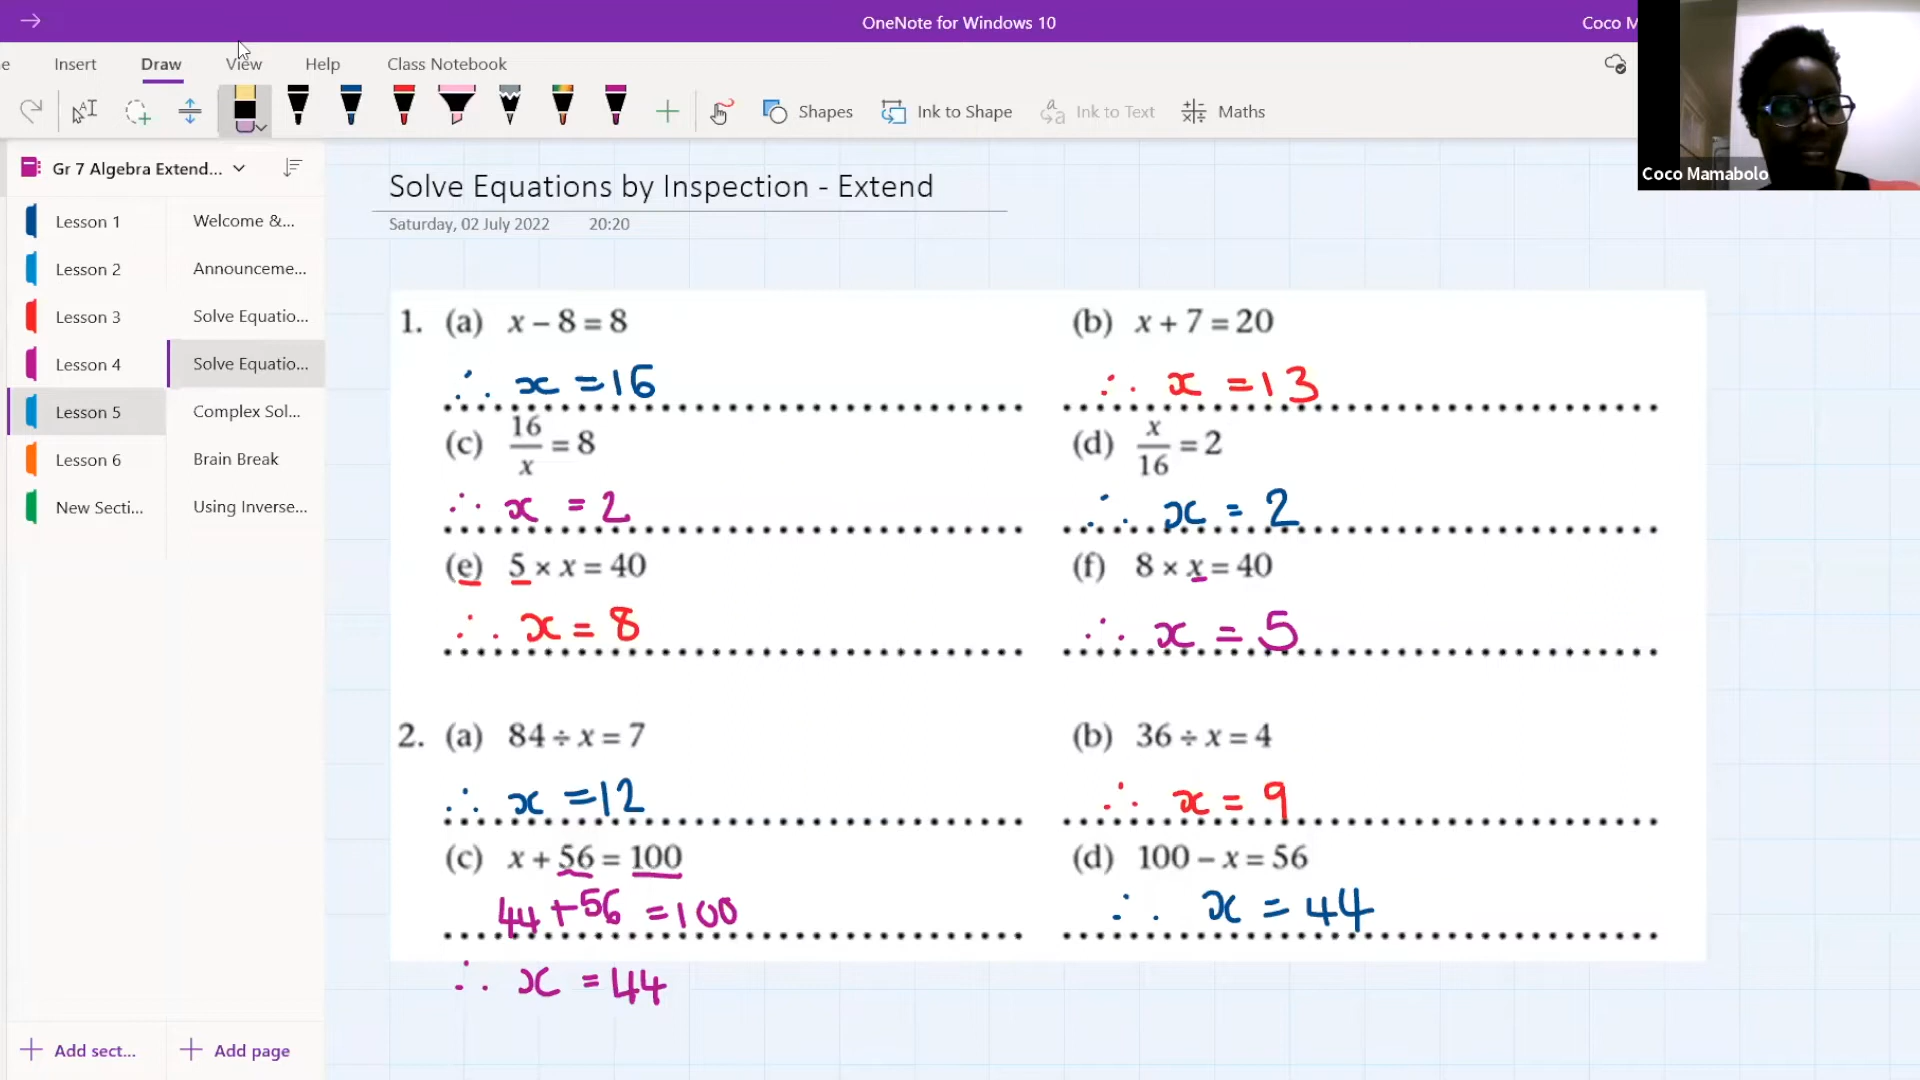 OneNote for Windows 10
Coco M
Insert Draw View Help Class Notebook
Shapes Ink to Shape Ink to Text Maths
Coco Mamabolo
Gr 7 Algebra Extend...
Lesson 1
Lesson 2
Lesson 3
Lesson 4
Lesson 5
Lesson 6
New Secti...
Welcome &...
Announceme...
Solve Equatio...
Solve Equatio...
Complex Sol...
Brain Break
Using Inverse...
Add sect...
Add page
Solve Equations by Inspection - Extend
Saturday, 02 July 2022 20:20
1. (a) x − 8 = 8 (b) x + 7 = 20
∴ x = 16 ∴ x = 13
(c) 16/x = 8 (d) x/16 = 2
∴ x = 2 ∴ x = 2
(e) 5 × x = 40 (f) 8 × x = 40
∴ x = 8 ∴ x = 5
2. (a) 84 ÷ x = 7 (b) 36 ÷ x = 4
∴ x = 12 ∴ x = 9
(c) x + 56 = 100 (d) 100 − x = 56
44 + 56 = 100 ∴ x = 44
∴ x = 44